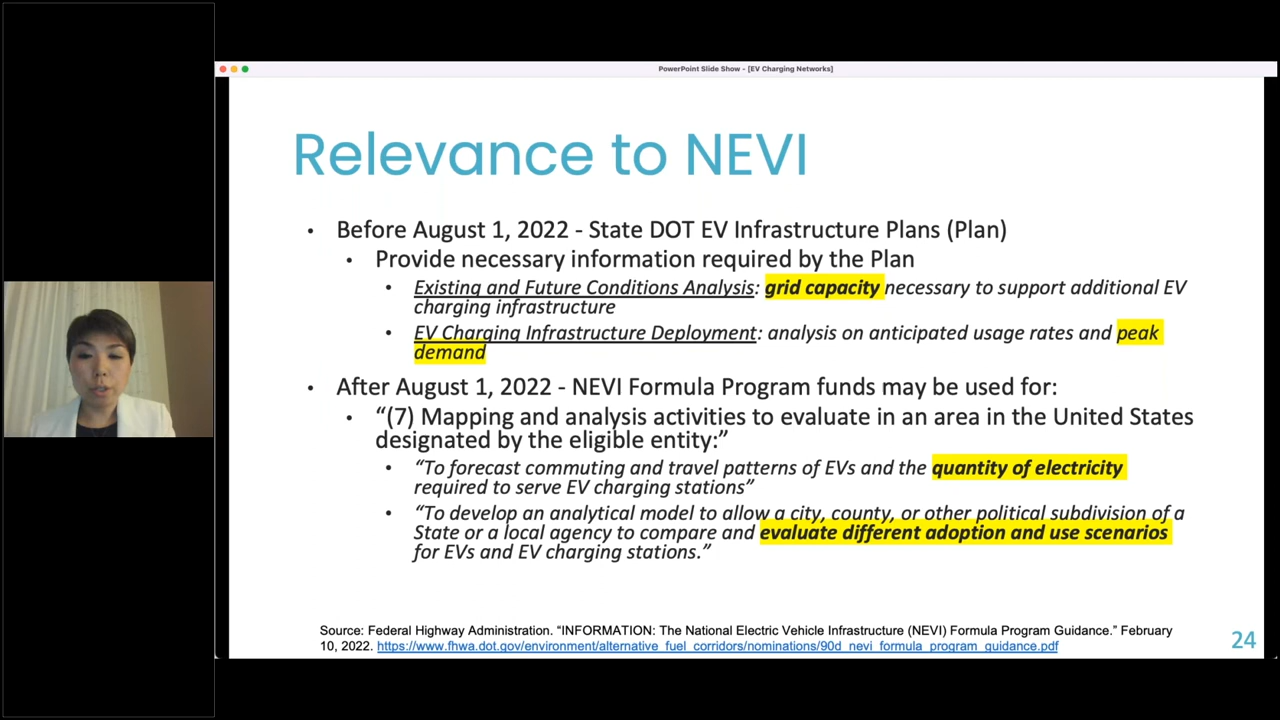 PowerPoint Slide Show - [EV Charging Networks]
Relevance to NEVI
• Before August 1, 2022 - State DOT EV Infrastructure Plans (Plan)
• Provide necessary information required by the Plan
• Existing and Future Conditions Analysis: grid capacity necessary to support additional EV
charging infrastructure
• EV Charging Infrastructure Deployment: analysis on anticipated usage rates and peak
demand
• After August 1, 2022 - NEVI Formula Program funds may be used for:
• “(7) Mapping and analysis activities to evaluate in an area in the United States
designated by the eligible entity:”
• “To forecast commuting and travel patterns of EVs and the quantity of electricity
required to serve EV charging stations”
• “To develop an analytical model to allow a city, county, or other political subdivision of a
State or a local agency to compare and evaluate different adoption and use scenarios
for EVs and EV charging stations.”
Source: Federal Highway Administration. “INFORMATION: The National Electric Vehicle Infrastructure (NEVI) Formula Program Guidance.” February
10, 2022. https://www.fhwa.dot.gov/environment/alternative_fuel_corridors/nominations/90d_nevi_formula_program_guidance.pdf
24